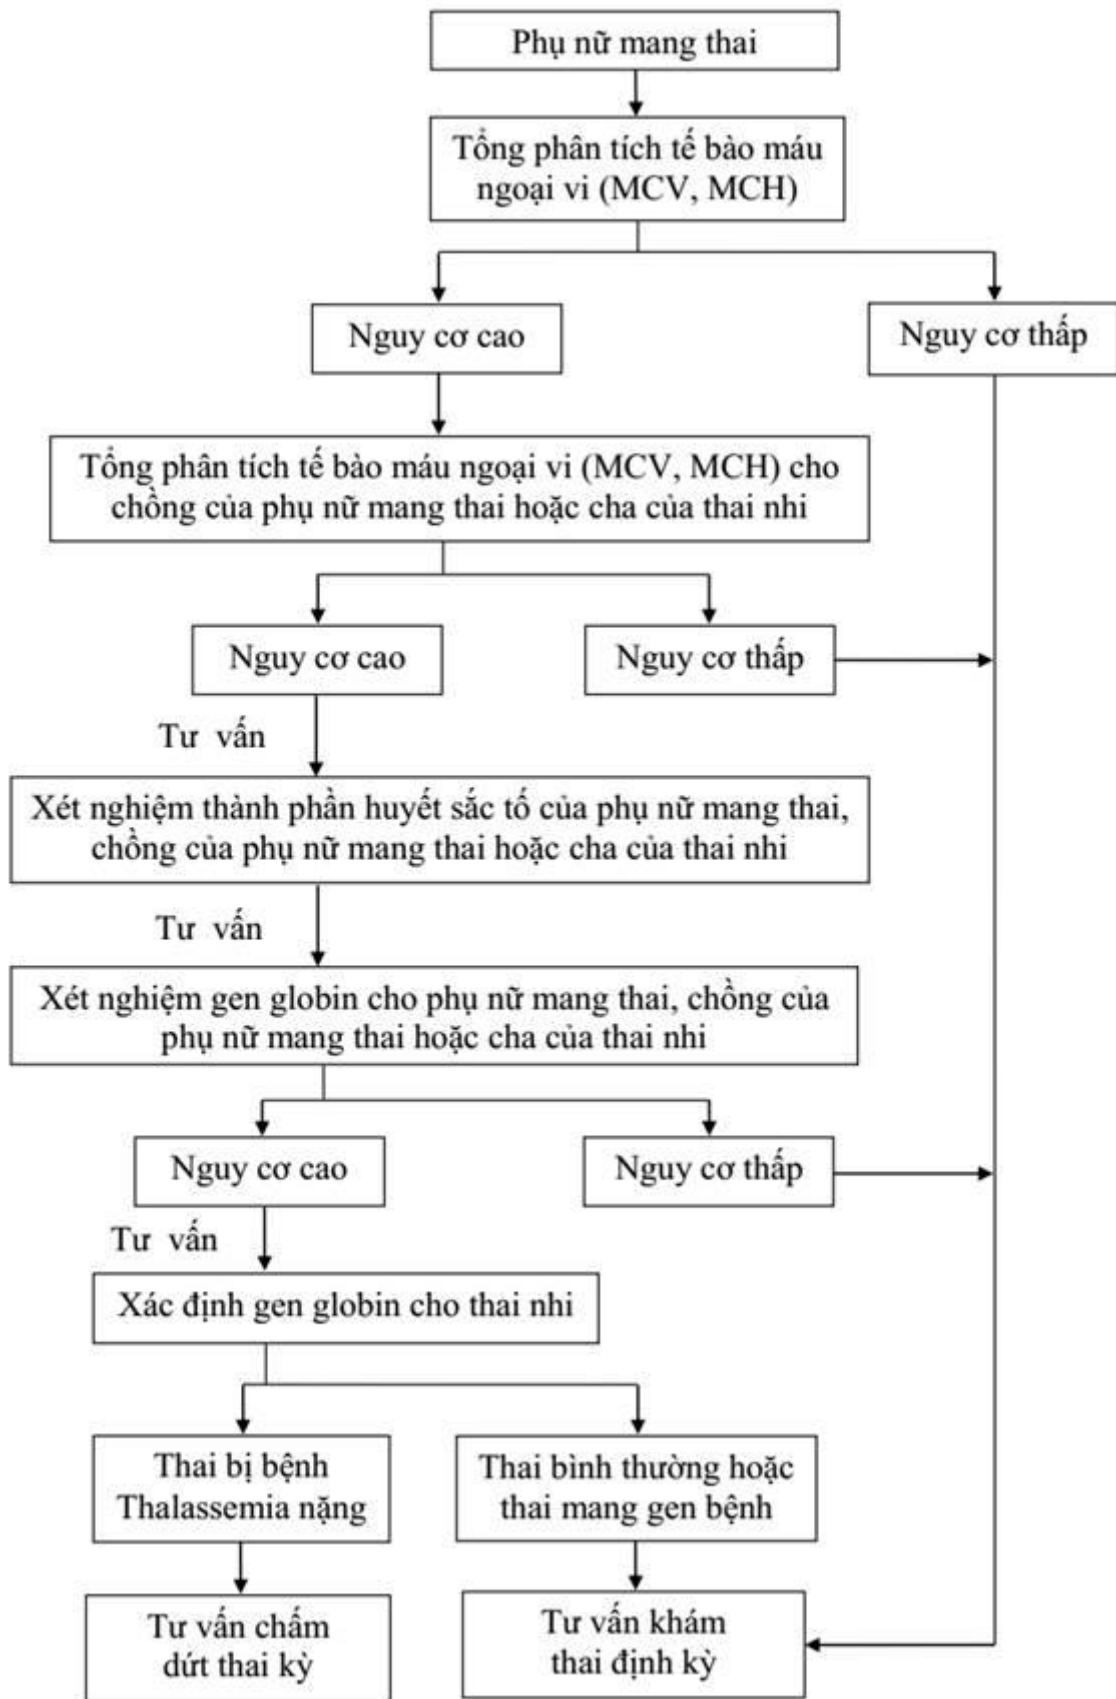 Phụ nữ mang thai
Tổng phân tích tế bào máu
ngoại vi (MCV, MCH)
Nguy cơ cao
Nguy cơ thấp
Tổng phân tích tế bào máu ngoại vi (MCV, MCH) cho
chồng của phụ nữ mang thai hoặc cha của thai nhi
Nguy cơ cao
Nguy cơ thấp
Tư vấn
Xét nghiệm thành phần huyết sắc tố của phụ nữ mang thai,
chồng của phụ nữ mang thai hoặc cha của thai nhi
Tư vấn
Xét nghiệm gen globin cho phụ nữ mang thai, chồng của
phụ nữ mang thai hoặc cha của thai nhi
Nguy cơ cao
Nguy cơ thấp
Tư vấn
Xác định gen globin cho thai nhi
Thai bị bệnh
Thalassemia nặng
Thai bình thường hoặc
thai mang gen bệnh
Tư vấn chấm
dứt thai kỳ
Tư vấn khám
thai định kỳ